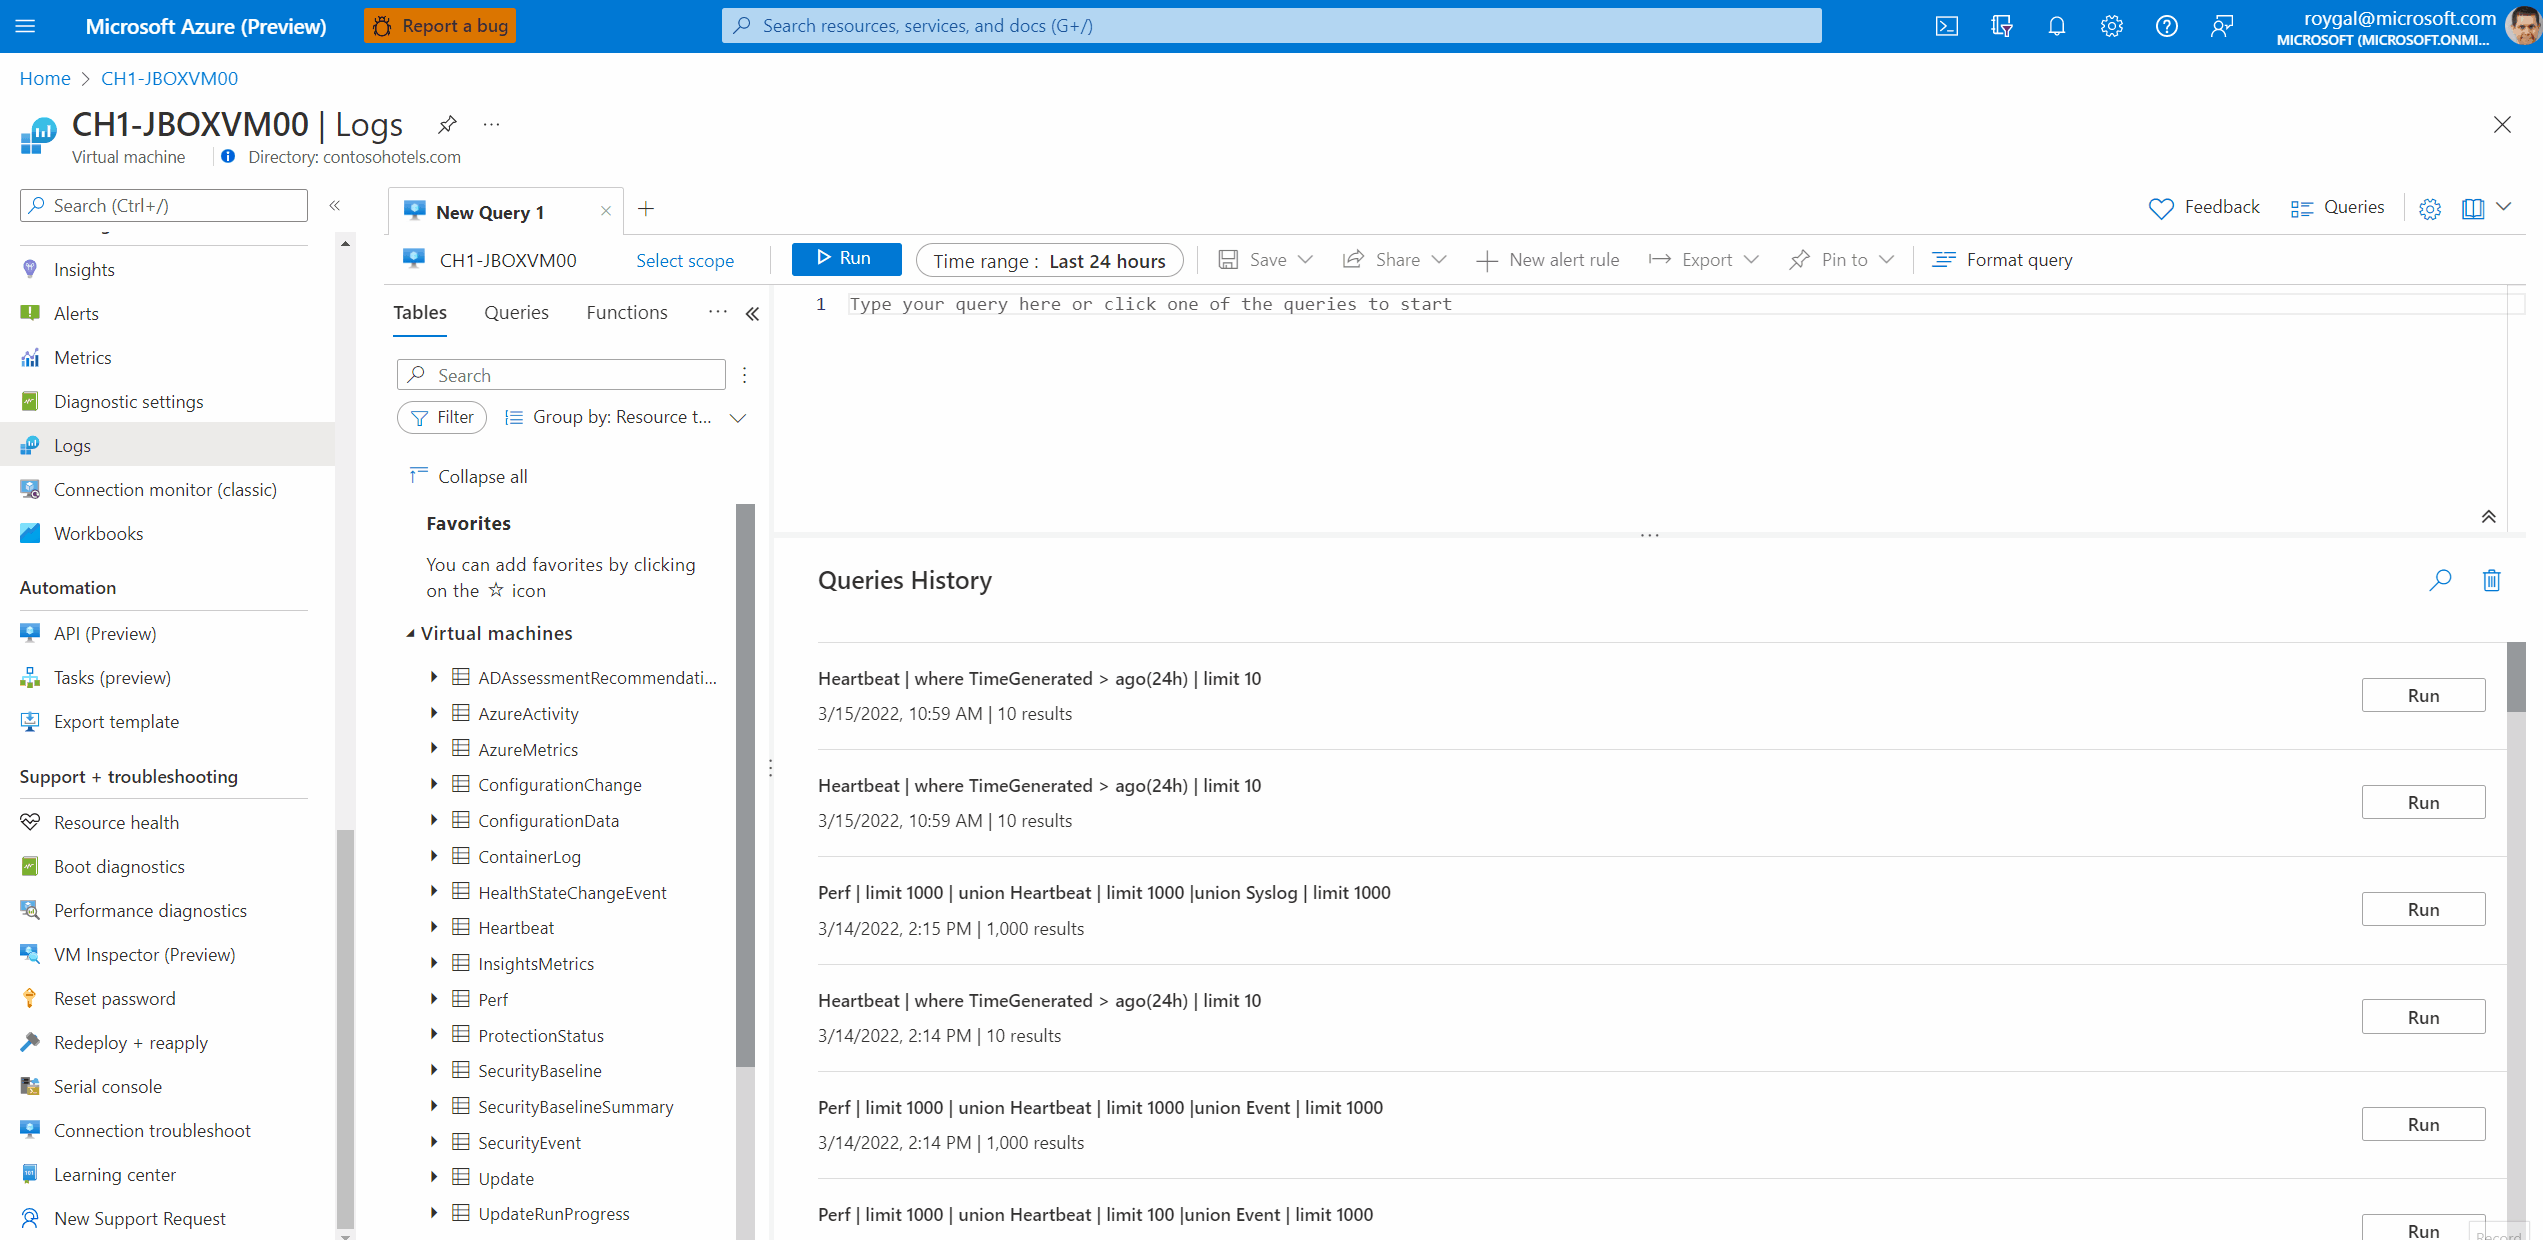 Microsoft Azure (Preview)
Report a bug
Search resources, services, and docs (G+/)
roygal@microsoft.com
MICROSOFT (MICROSOFT.ONMI...
Home
CH1-JBOXVM00
CH1-JBOXVM00 | Logs
Virtual machine
Directory: contosohotels.com
Search (Ctrl+/)
Insights
Alerts
Metrics
Diagnostic settings
Logs
Connection monitor (classic)
Workbooks
Automation
API (Preview)
Tasks (preview)
Export template
Support + troubleshooting
Resource health
Boot diagnostics
Performance diagnostics
VM Inspector (Preview)
Reset password
Redeploy + reapply
Serial console
Connection troubleshoot
Learning center
New Support Request
New Query 1
Feedback
Queries
CH1-JBOXVM00
Select scope
Run
Time range : Last 24 hours
Save
Share
New alert rule
Export
Pin to
Format query
Tables
Queries
Functions
Search
Filter
Group by: Resource t...
Collapse all
Favorites
You can add favorites by clicking
on the ☆ icon
Virtual machines
ADAssessmentRecommendati...
AzureActivity
AzureMetrics
ConfigurationChange
ConfigurationData
ContainerLog
HealthStateChangeEvent
Heartbeat
InsightsMetrics
Perf
ProtectionStatus
SecurityBaseline
SecurityBaselineSummary
SecurityEvent
Update
UpdateRunProgress
1 Type your query here or click one of the queries to start
Queries History
Heartbeat | where TimeGenerated > ago(24h) | limit 10
3/15/2022, 10:59 AM | 10 results
Run
Heartbeat | where TimeGenerated > ago(24h) | limit 10
3/15/2022, 10:59 AM | 10 results
Run
Perf | limit 1000 | union Heartbeat | limit 1000 |union Syslog | limit 1000
3/14/2022, 2:15 PM | 1,000 results
Run
Heartbeat | where TimeGenerated > ago(24h) | limit 10
3/14/2022, 2:14 PM | 10 results
Run
Perf | limit 1000 | union Heartbeat | limit 1000 |union Event | limit 1000
3/14/2022, 2:14 PM | 1,000 results
Run
Perf | limit 1000 | union Heartbeat | limit 100 |union Event | limit 1000
Run
Record